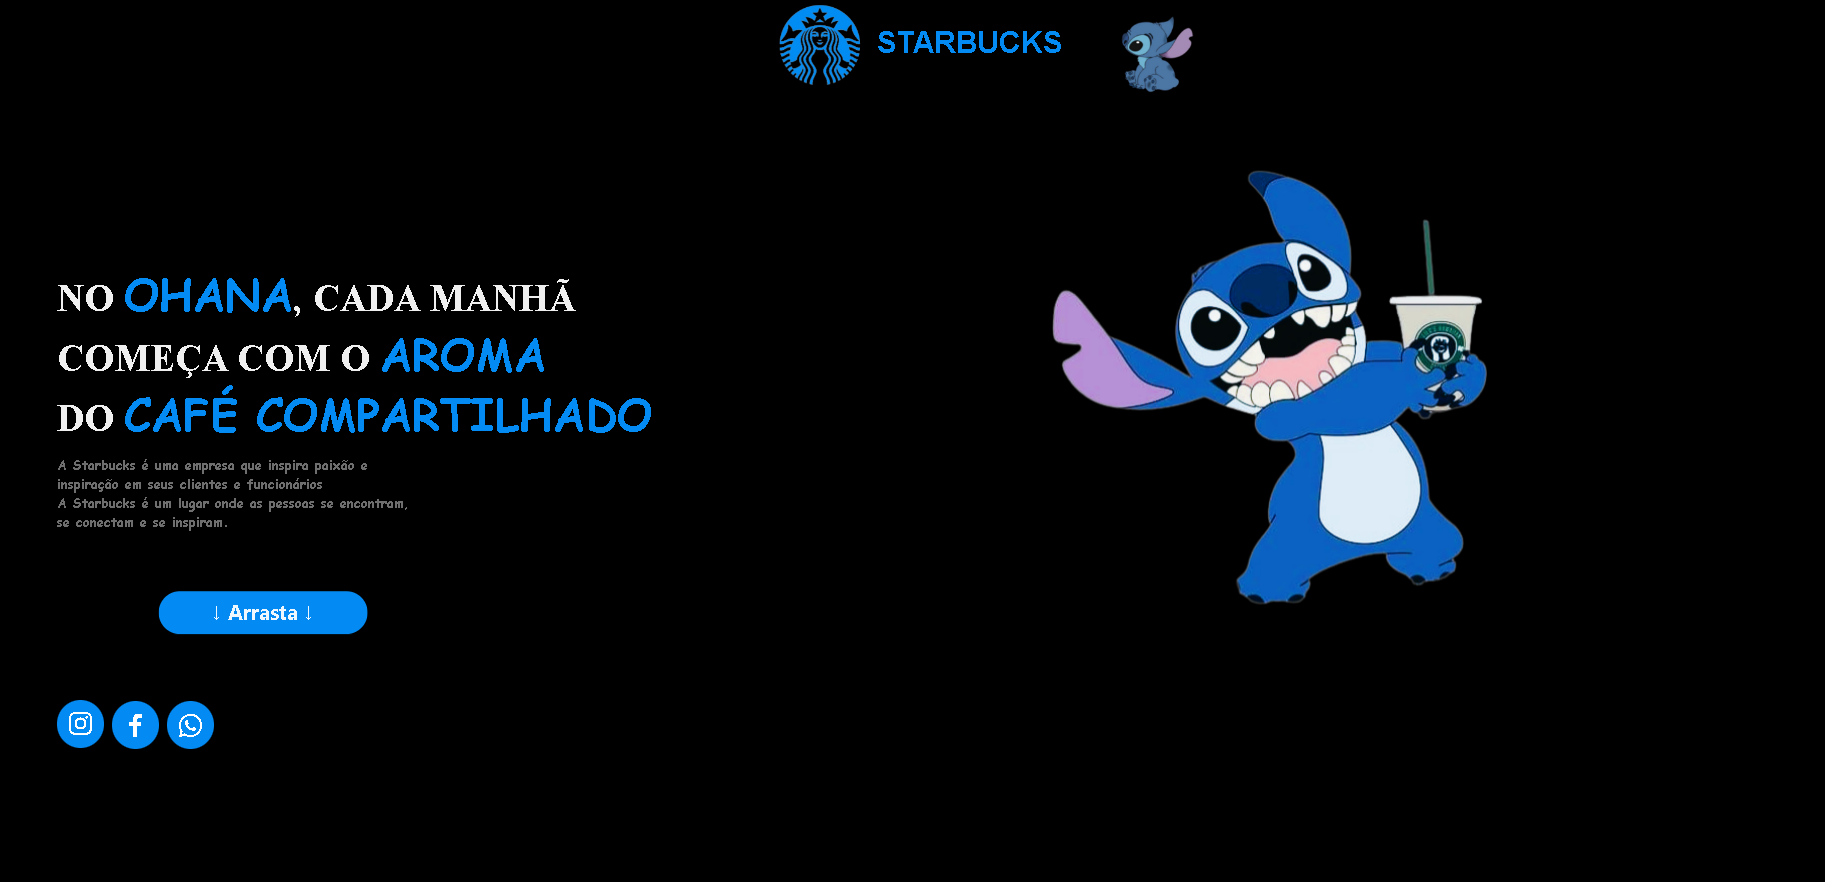 STARBUCKS
NO OHANA, CADA MANHÃ
COMEÇA COM O AROMA
DO CAFÉ COMPARTILHADO
A Starbucks é uma empresa que inspira paixão e
inspiração em seus clientes e funcionários
A Starbucks é um lugar onde as pessoas se encontram,
se conectam e se inspiram.
↓ Arrasta ↓